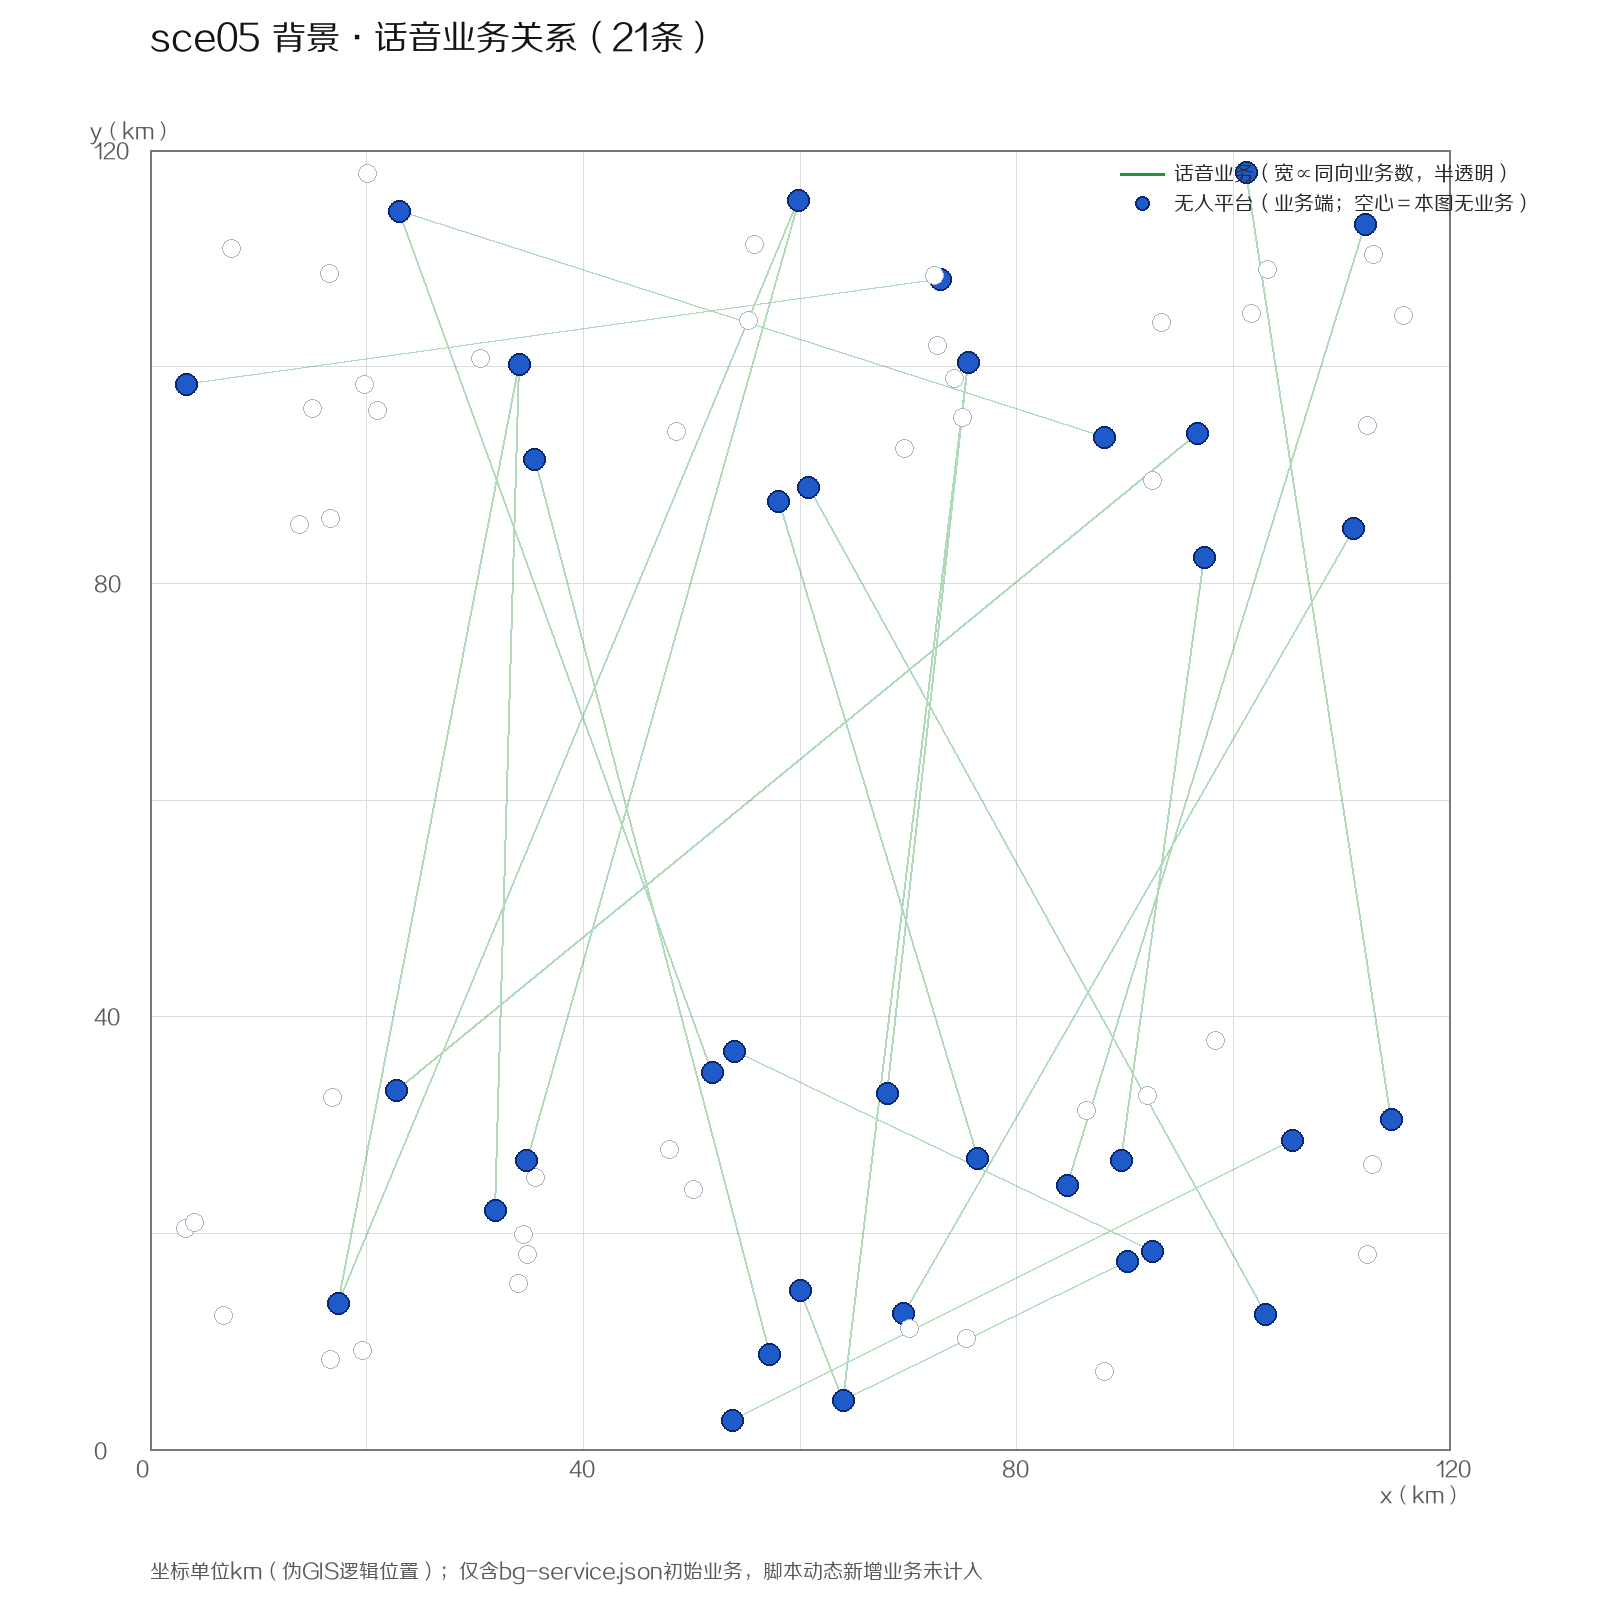 sce05 背景·话音业务关系（21条）
y（km）
120
话音业务（宽∝同向业务数，半透明）
无人平台（业务端；空心＝本图无业务）
80
40
0
0 40 80 120
x（km）
坐标单位km（伪GIS逻辑位置）；仅含bg-service.json初始业务，脚本动态新增业务未计入